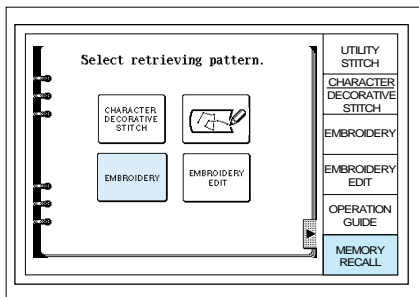 Select retrieving pattern.
CHARACTER
DECORATIVE
STITCH
EMBROIDERY
EMBROIDERY
EDIT
UTILITY
STITCH
CHARACTER
DECORATIVE
STITCH
EMBROIDERY
EMBROIDERY
EDIT
OPERATION
GUIDE
MEMORY
RECALL